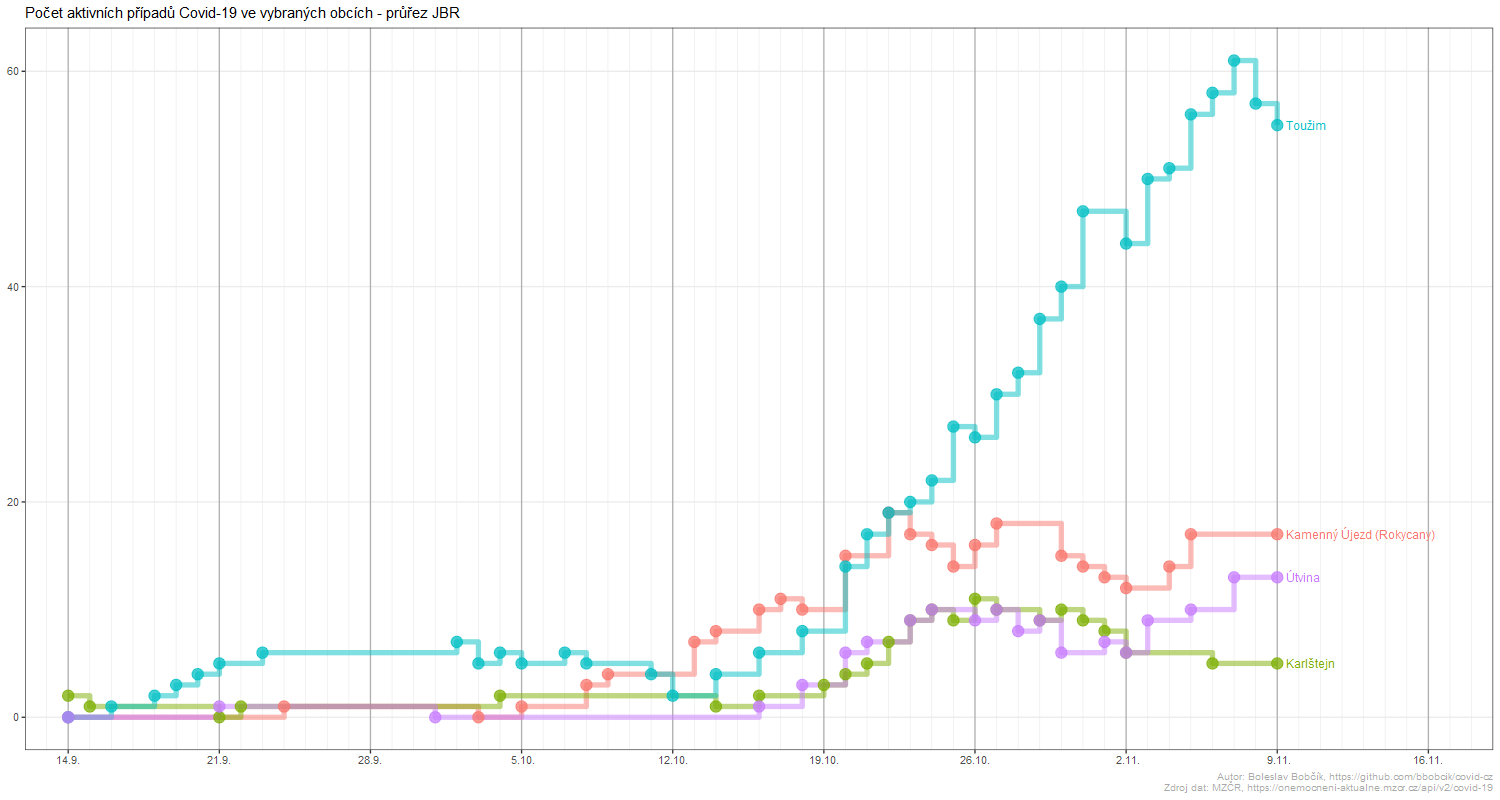 Počet aktivních případů Covid-19 ve vybraných obcích - průřez JBR
60
Toužim
40
20
Kamenný Újezd (Rokycany)
Útvina
Karlštejn
0
14.9. 21.9. 28.9. 5.10. 12.10. 19.10. 26.10. 2.11. 9.11. 16.11.
Autor: Boleslav Bobčík, https://github.com/bbobcik/covid-cz
Zdroj dat: MZČR, https://onemocneni-aktualne.mzcr.cz/api/v2/covid-19